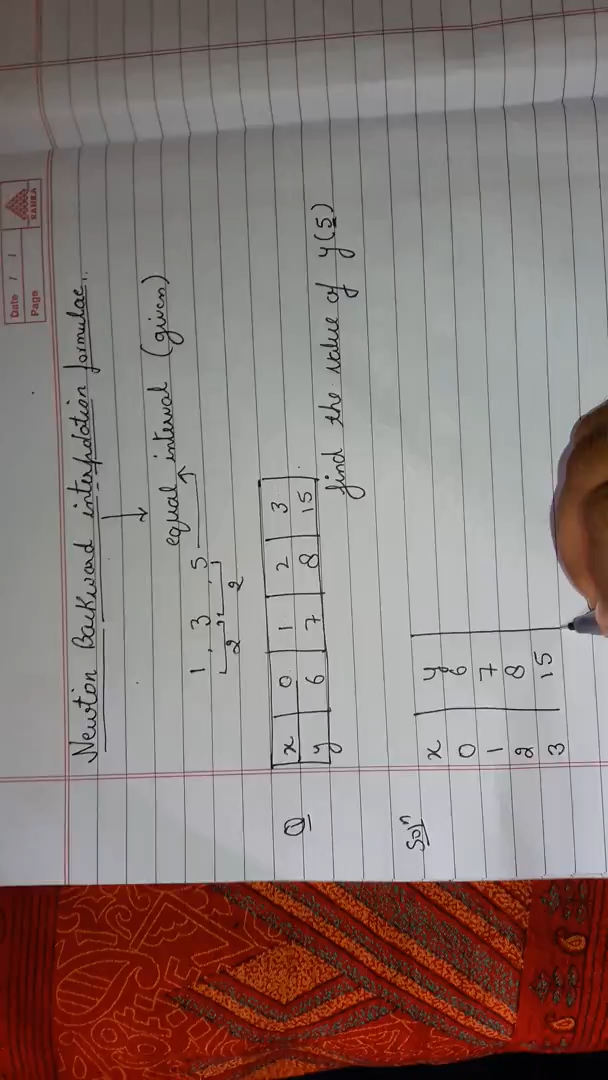 Date / /
Page
KANHA
Newton Backward interpolation formulae.
↓
equal interval (given)
1, 3, 5
2 2
Q x 0 1 2 3
y 6 7 8 15
find the value of y(5)
Soln x y
0 6
1 7
2 8
3 15